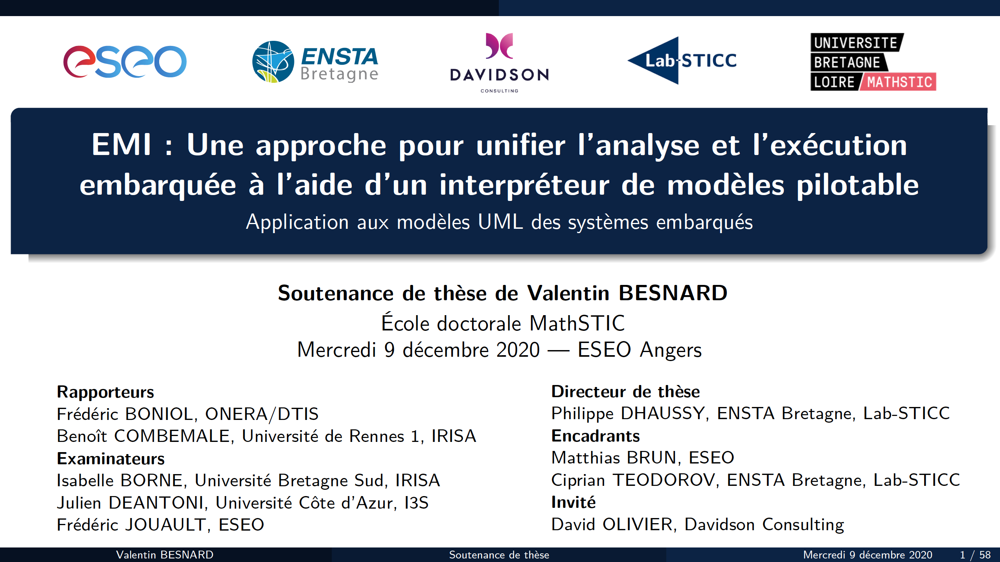 eseo
ENSTA
Bretagne
DAVIDSON
CONSULTING
Lab-STICC
UNIVERSITE
BRETAGNE
LOIRE / MATHSTIC
EMI : Une approche pour unifier l'analyse et l'exécution
embarquée à l'aide d'un interpréteur de modèles pilotable
Application aux modèles UML des systèmes embarqués
Soutenance de thèse de Valentin BESNARD
École doctorale MathSTIC
Mercredi 9 décembre 2020 — ESEO Angers
Rapporteurs
Frédéric BONIOL, ONERA/DTIS
Benoît COMBEMALE, Université de Rennes 1, IRISA
Examinateurs
Isabelle BORNE, Université Bretagne Sud, IRISA
Julien DEANTONI, Université Côte d'Azur, I3S
Frédéric JOUAULT, ESEO
Directeur de thèse
Philippe DHAUSSY, ENSTA Bretagne, Lab-STICC
Encadrants
Matthias BRUN, ESEO
Ciprian TEODOROV, ENSTA Bretagne, Lab-STICC
Invité
David OLIVIER, Davidson Consulting
Valentin BESNARD
Soutenance de thèse
Mercredi 9 décembre 2020
1 / 58